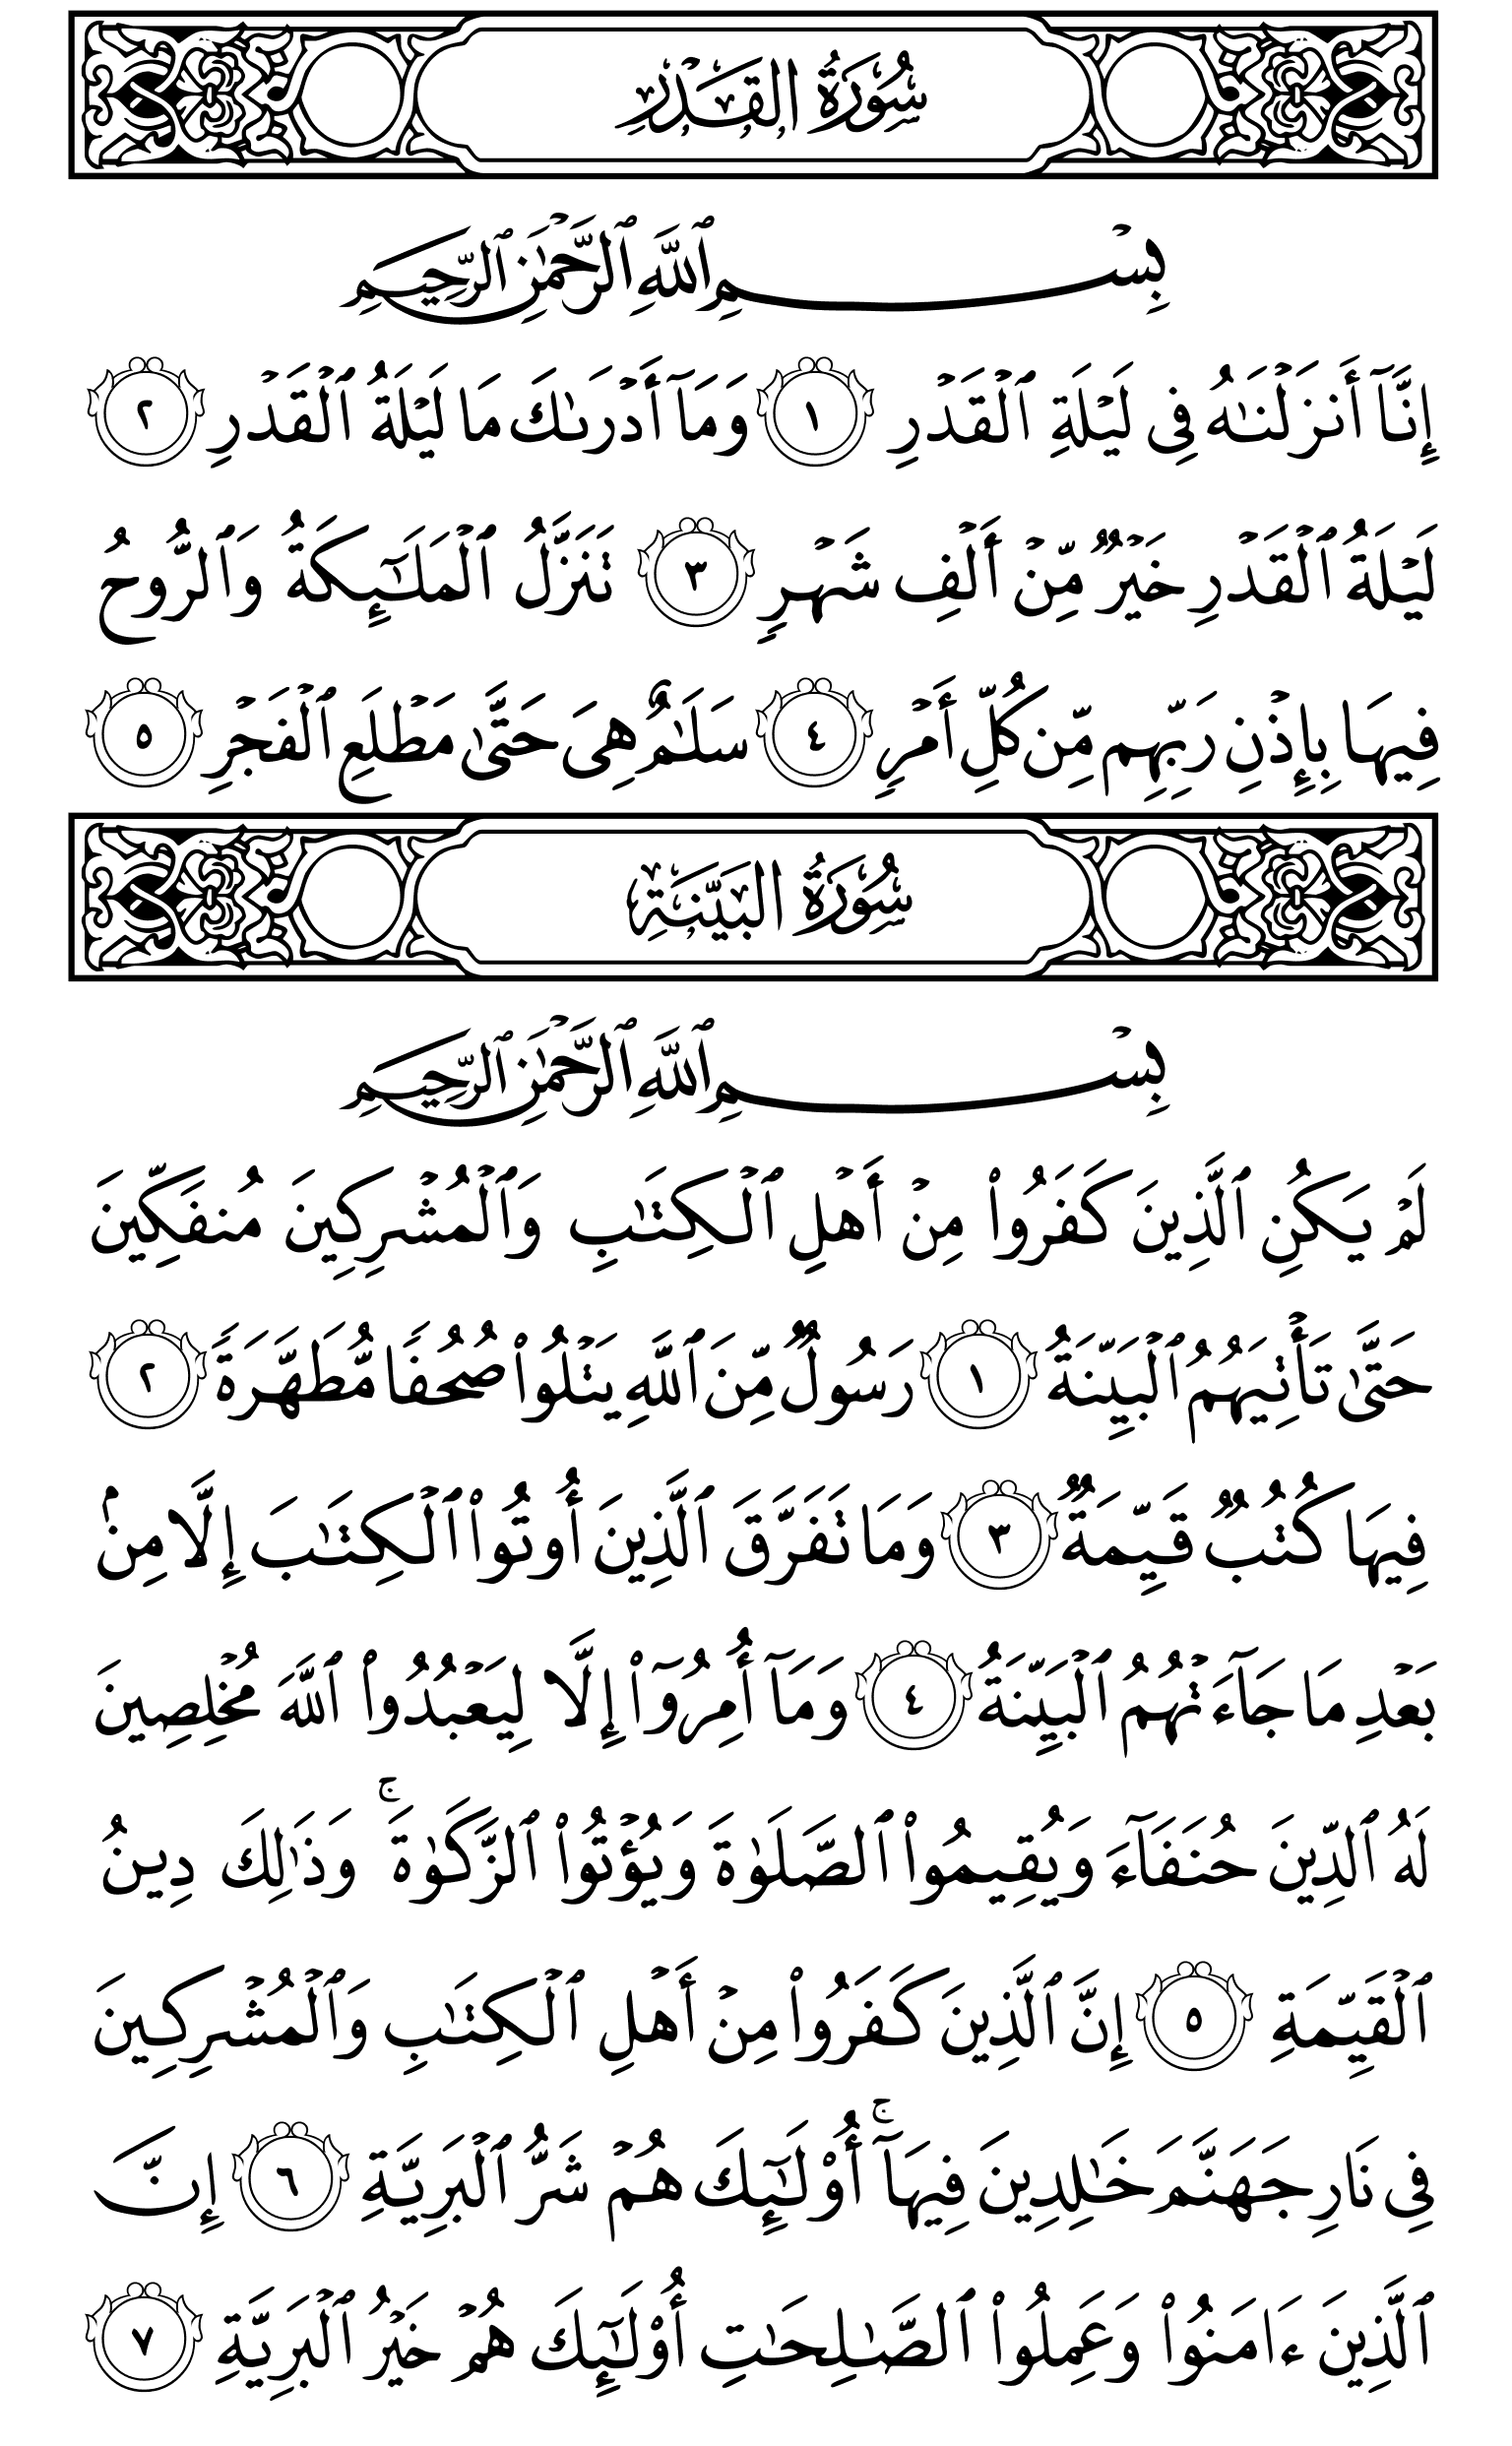 سُورَةُ القَدْرِ
بِسْمِ ٱللَّهِ ٱلرَّحْمَٰنِ ٱلرَّحِيمِ
إِنَّآ أَنزَلْنَٰهُ فِى لَيْلَةِ ٱلْقَدْرِ ١ وَمَآ أَدْرَىٰكَ مَا لَيْلَةُ ٱلْقَدْرِ ٢
لَيْلَةُ ٱلْقَدْرِ خَيْرٌ مِّنْ أَلْفِ شَهْرٍ ٣ تَنَزَّلُ ٱلْمَلَٰٓئِكَةُ وَٱلرُّوحُ
فِيهَا بِإِذْنِ رَبِّهِم مِّن كُلِّ أَمْرٍ ٤ سَلَٰمٌ هِىَ حَتَّىٰ مَطْلَعِ ٱلْفَجْرِ ٥
سُورَةُ البَيِّنَةِ
بِسْمِ ٱللَّهِ ٱلرَّحْمَٰنِ ٱلرَّحِيمِ
لَمْ يَكُنِ ٱلَّذِينَ كَفَرُوا۟ مِنْ أَهْلِ ٱلْكِتَٰبِ وَٱلْمُشْرِكِينَ مُنفَكِّينَ
حَتَّىٰ تَأْتِيَهُمُ ٱلْبَيِّنَةُ ١ رَسُولٌ مِّنَ ٱللَّهِ يَتْلُوا۟ صُحُفًا مُّطَهَّرَةً ٢
فِيهَا كُتُبٌ قَيِّمَةٌ ٣ وَمَا تَفَرَّقَ ٱلَّذِينَ أُوتُوا۟ ٱلْكِتَٰبَ إِلَّا مِنۢ
بَعْدِ مَا جَآءَتْهُمُ ٱلْبَيِّنَةُ ٤ وَمَآ أُمِرُوٓا۟ إِلَّا لِيَعْبُدُوا۟ ٱللَّهَ مُخْلِصِينَ
لَهُ ٱلدِّينَ حُنَفَآءَ وَيُقِيمُوا۟ ٱلصَّلَوٰةَ وَيُؤْتُوا۟ ٱلزَّكَوٰةَ ۚ وَذَٰلِكَ دِينُ
ٱلْقَيِّمَةِ ٥ إِنَّ ٱلَّذِينَ كَفَرُوا۟ مِنْ أَهْلِ ٱلْكِتَٰبِ وَٱلْمُشْرِكِينَ
فِى نَارِ جَهَنَّمَ خَٰلِدِينَ فِيهَآ ۚ أُو۟لَٰٓئِكَ هُمْ شَرُّ ٱلْبَرِيَّةِ ٦ إِنَّ
ٱلَّذِينَ ءَامَنُوا۟ وَعَمِلُوا۟ ٱلصَّٰلِحَٰتِ أُو۟لَٰٓئِكَ هُمْ خَيْرُ ٱلْبَرِيَّةِ ٧